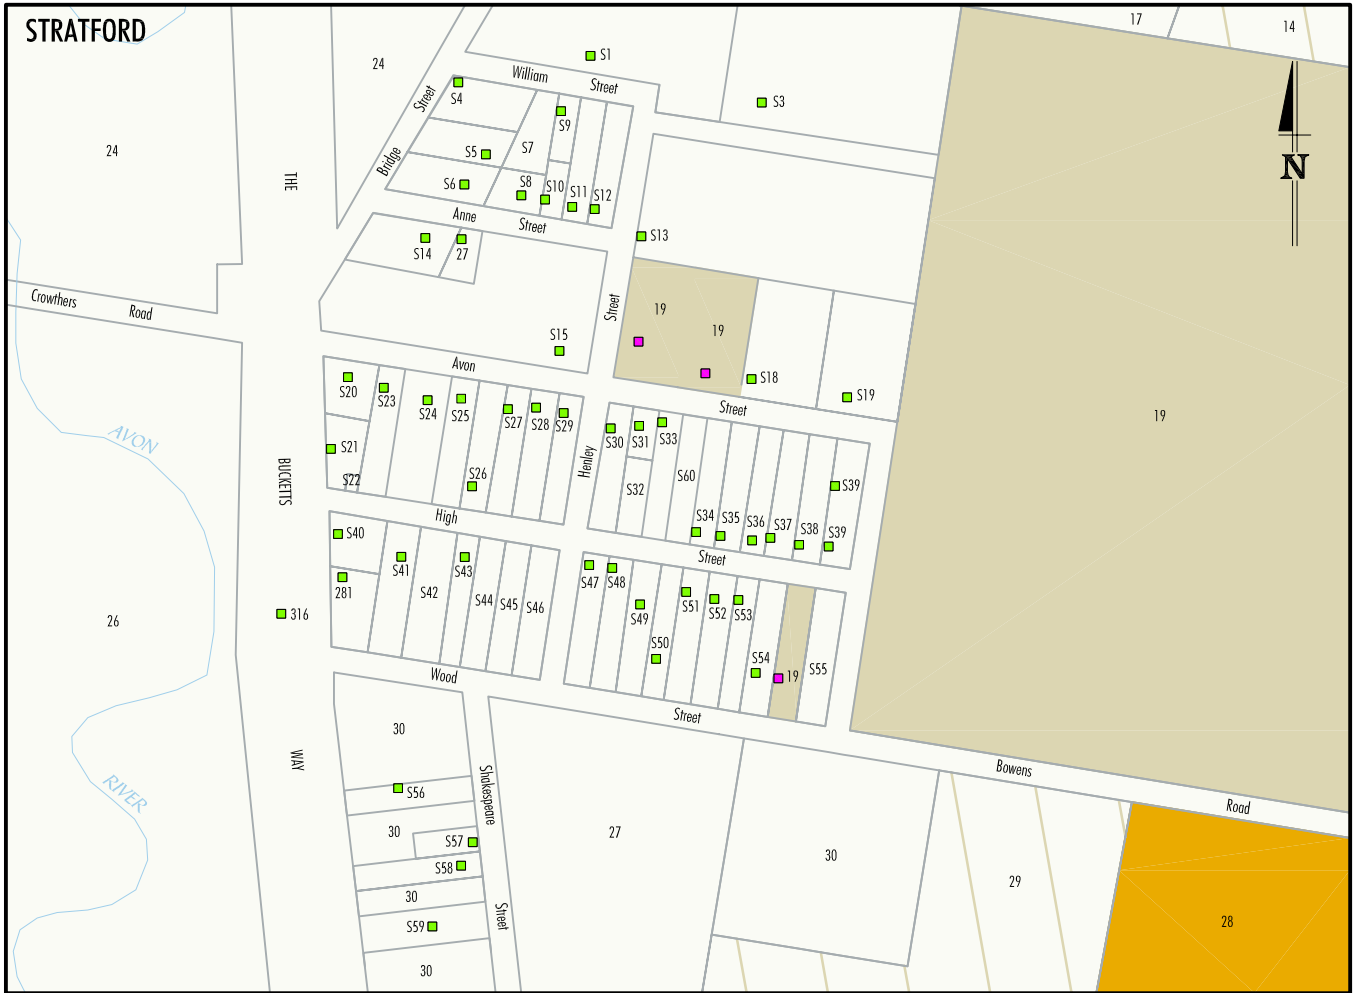 STRATFORD
17
14
24
S1
William
Street
S3
S4
Street
S9
24
S7
S5
Bridge
THE
S6
S8
S10
S11
S12
Anne
Street
S13
S14
27
Crowthers
Road
Street
19
19
S15
Avon
S18
S19
Street
S20
S23
S24
S25
S27
S28
S29
S30
S31
S33
19
AVON
S21
S22
BUCKETTS
S26
Henley
S32
S60
S39
High
S34
S35
S36
S37
S38
S39
S40
Street
S41
S43
S47
S48
281
S42
S44
S45
S46
S49
S51
S52
S53
316
26
S50
S54
S55
19
Wood
Street
30
WAY
Bowens
Road
RIVER
S56
Shakespeare
30
S57
27
S58
30
30
29
S59
Street
28
30
N